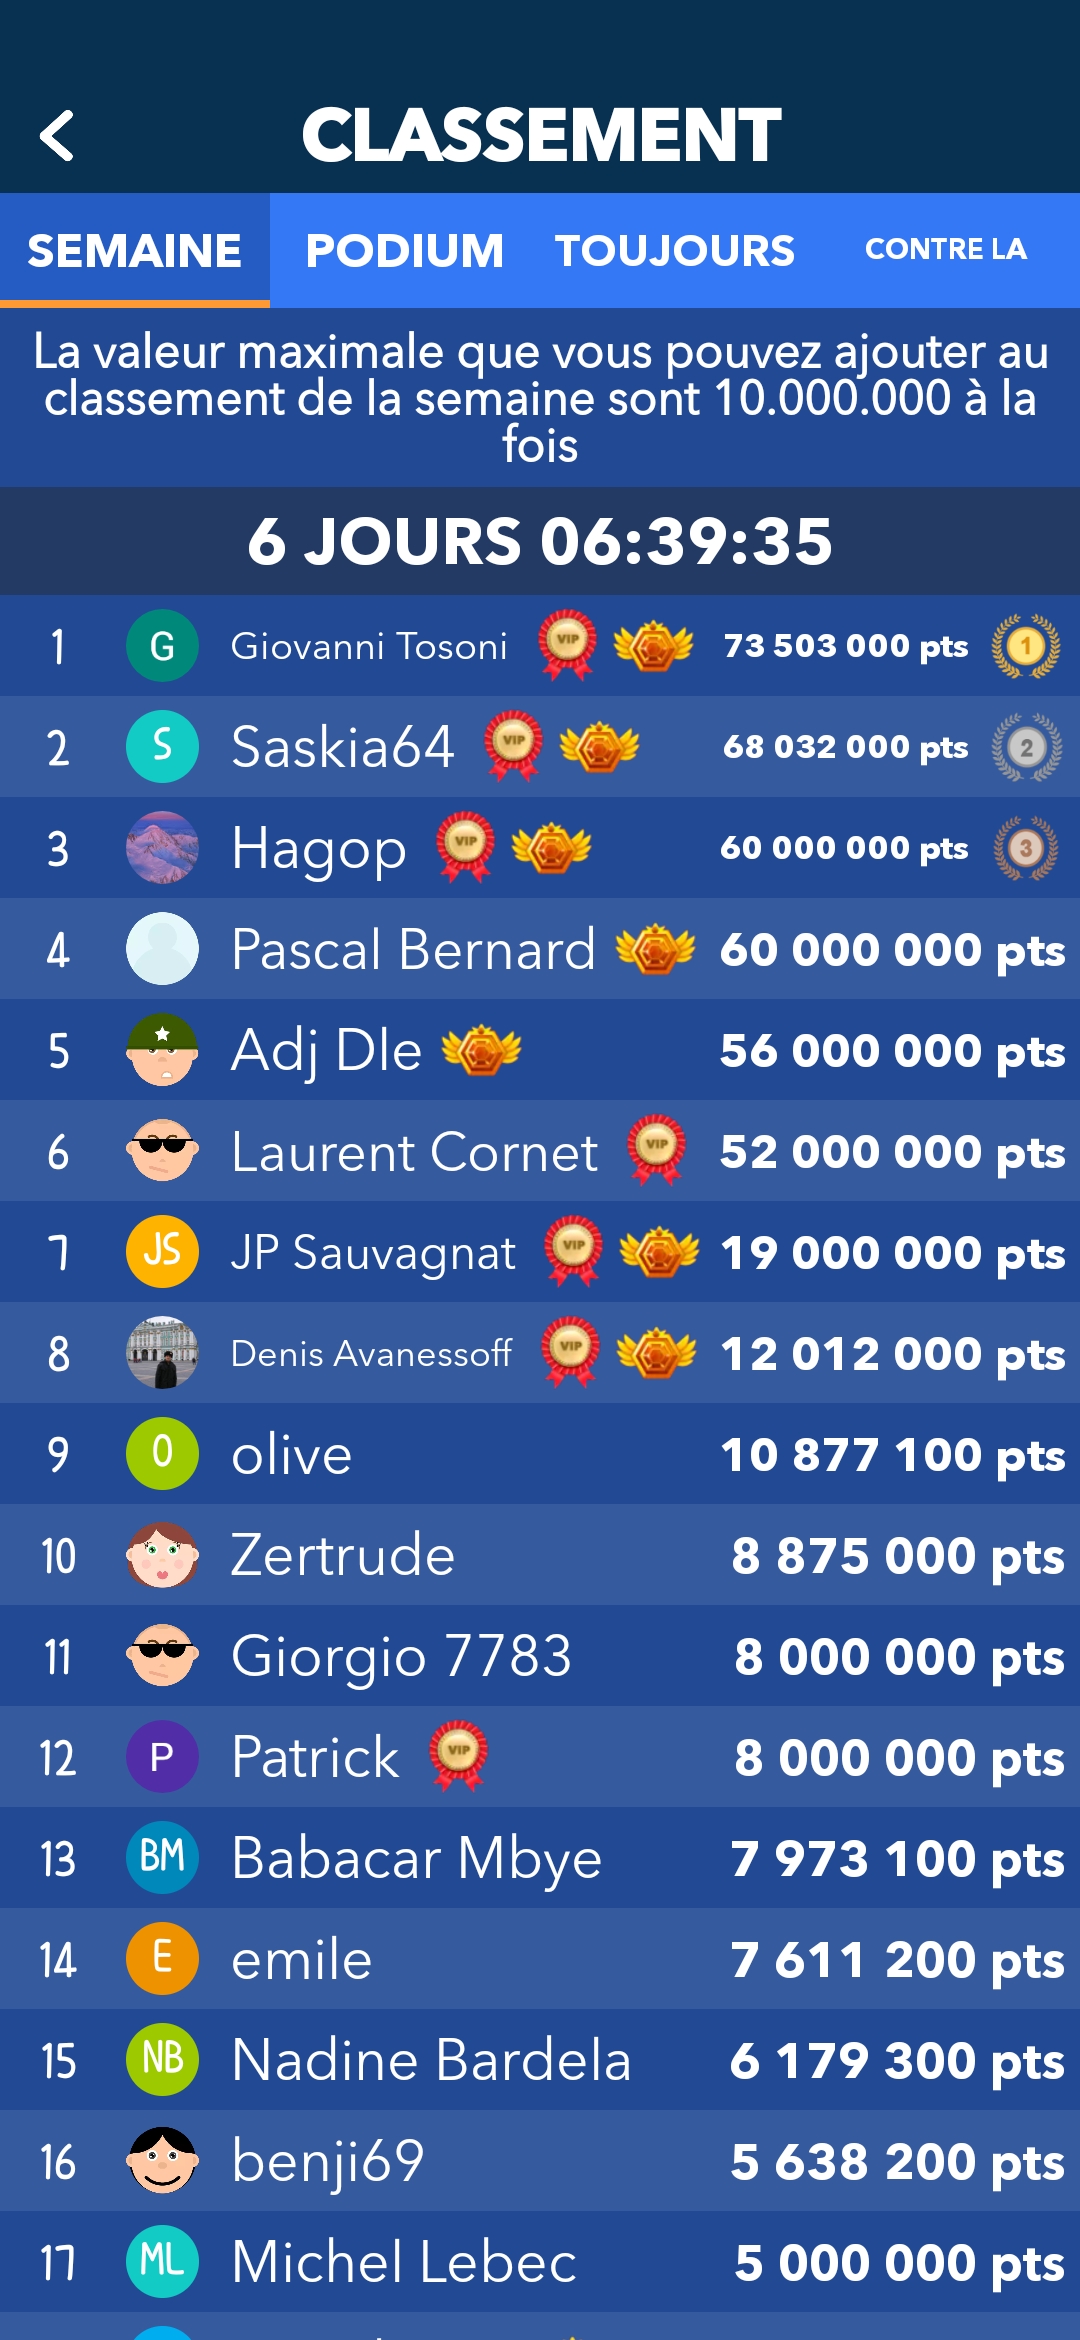 CLASSEMENT
SEMAINE PODIUM TOUJOURS CONTRE LA
La valeur maximale que vous pouvez ajouter au
classement de la semaine sont 10.000.000 à la
fois
6 JOURS 06:39:35
1 G Giovanni Tosoni VIP 73 503 000 pts 1
2 S Saskia64 VIP 68 032 000 pts 2
3 Hagop VIP 60 000 000 pts 3
4 Pascal Bernard 60 000 000 pts
5 Adj Dle 56 000 000 pts
6 Laurent Cornet VIP 52 000 000 pts
7 JS JP Sauvagnat VIP 19 000 000 pts
8 Denis Avanessoff VIP 12 012 000 pts
9 O olive 10 877 100 pts
10 Zertrude 8 875 000 pts
11 Giorgio 7783 8 000 000 pts
12 P Patrick VIP 8 000 000 pts
13 BM Babacar Mbye 7 973 100 pts
14 E emile 7 611 200 pts
15 NB Nadine Bardela 6 179 300 pts
16 benji69 5 638 200 pts
17 ML Michel Lebec 5 000 000 pts